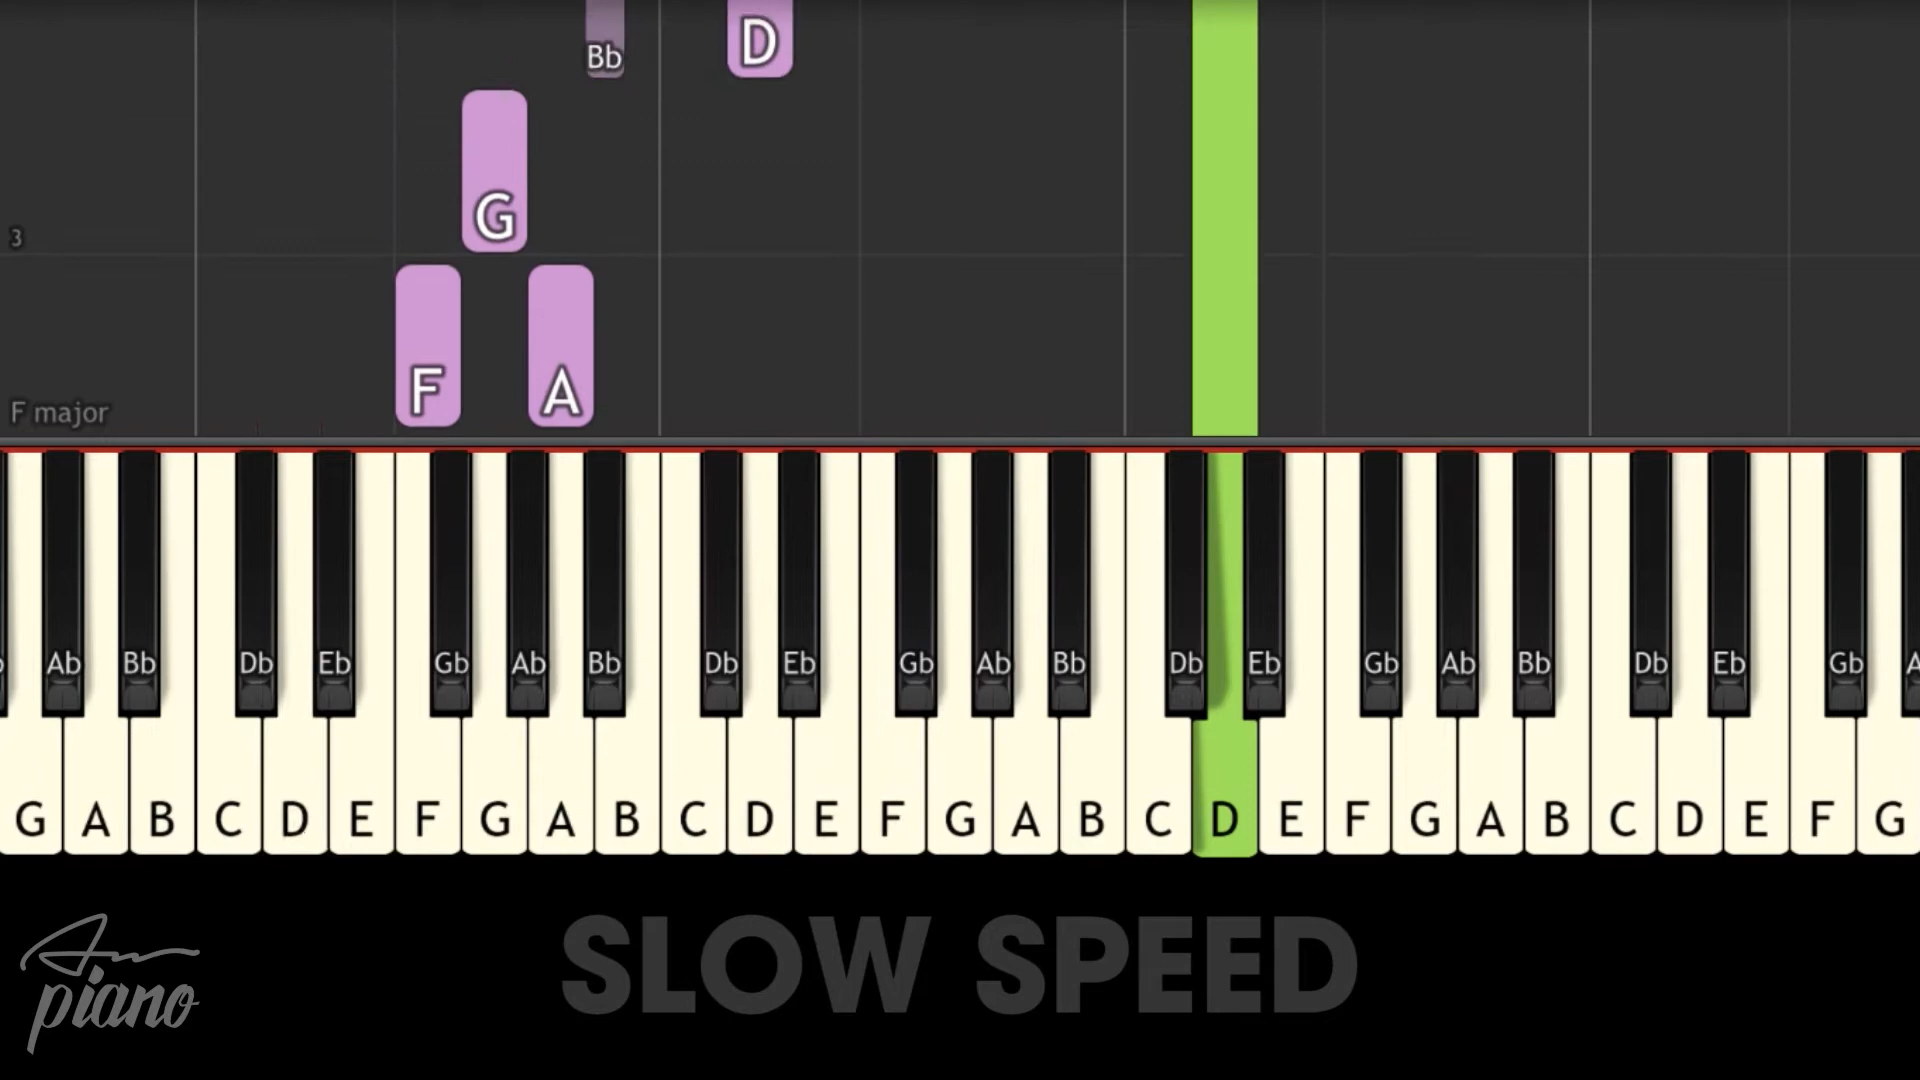 Bb D
G
3
F A
F major
Ab Bb Db Eb Gb Ab Bb Db Eb Gb Ab Bb Db Eb Gb Ab Bb Db Eb Gb
G A B C D E F G A B C D E F G A B C D E F G A B C D E F G
SLOW SPEED
piano